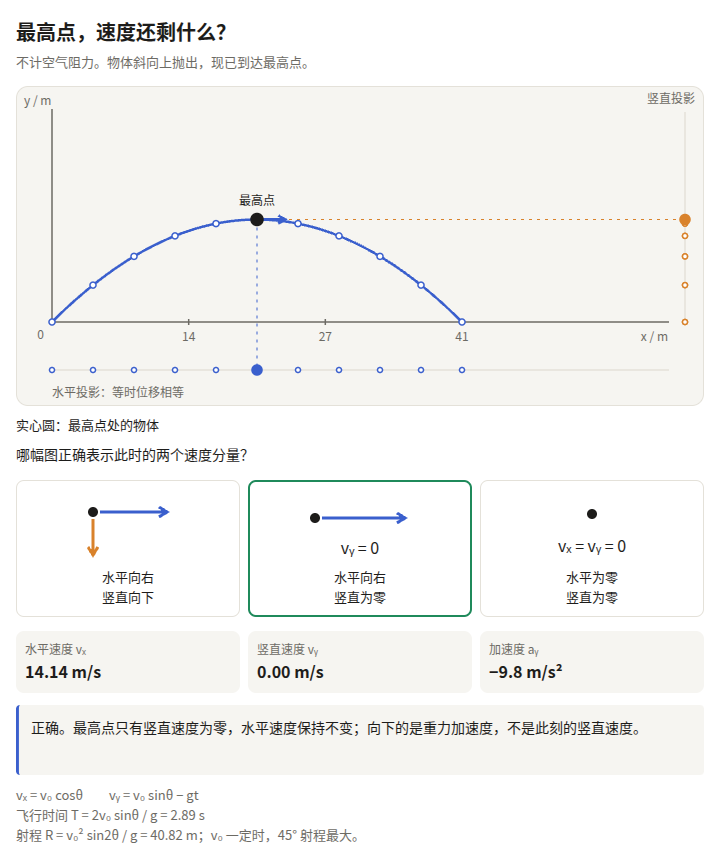 最高点，速度还剩什么？
不计空气阻力。物体斜向上抛出，现已到达最高点。
y / m
竖直投影
最高点
0
14
27
41
x / m
水平投影：等时位移相等
实心圆：最高点处的物体
哪幅图正确表示此时的两个速度分量？
水平向右
竖直向下
vᵧ = 0
水平向右
竖直为零
vₓ = vᵧ = 0
水平为零
竖直为零
水平速度 vₓ
14.14 m/s
竖直速度 vᵧ
0.00 m/s
加速度 aᵧ
−9.8 m/s²
正确。最高点只有竖直速度为零，水平速度保持不变；向下的是重力加速度，不是此刻的竖直速度。
vₓ = v₀ cosθ vᵧ = v₀ sinθ − gt
飞行时间 T = 2v₀ sinθ / g = 2.89 s
射程 R = v₀² sin2θ / g = 40.82 m；v₀ 一定时，45° 射程最大。